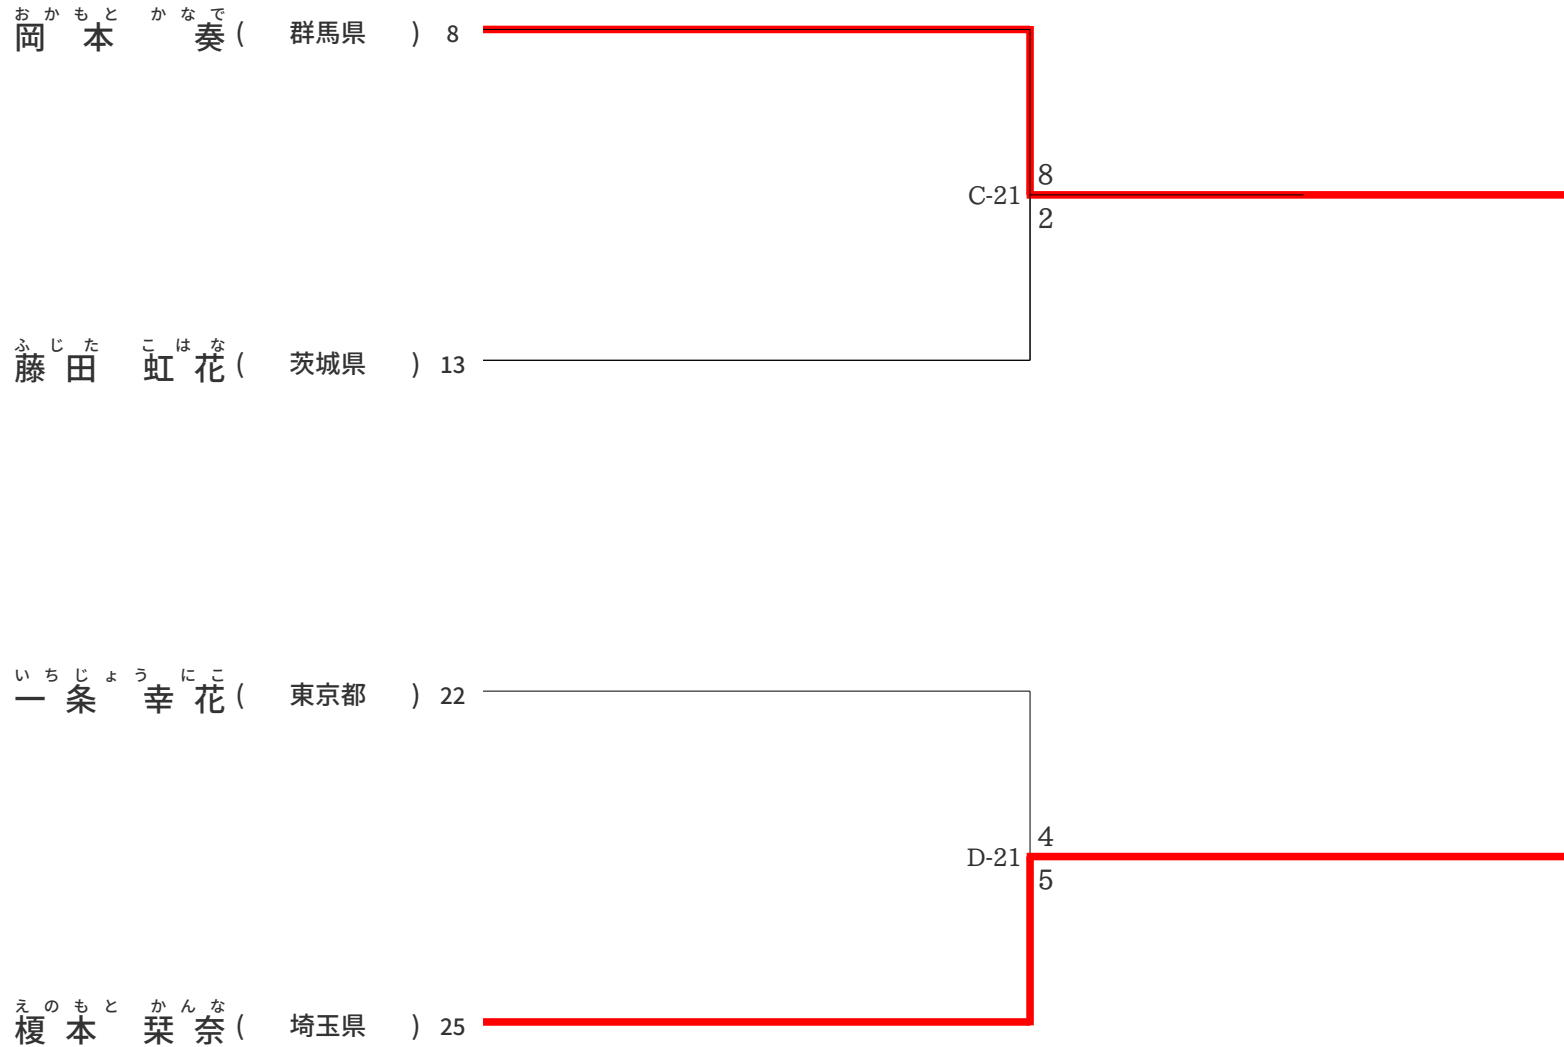 おかもと かなで
岡本 奏 ( 群馬県 ) 8
8
C-21
2
ふじた こはな
藤田 虹花 ( 茨城県 ) 13
いちじょう にこ
一条 幸花 ( 東京都 ) 22
4
D-21
5
えのもと かんな
榎本 栞奈 ( 埼玉県 ) 25